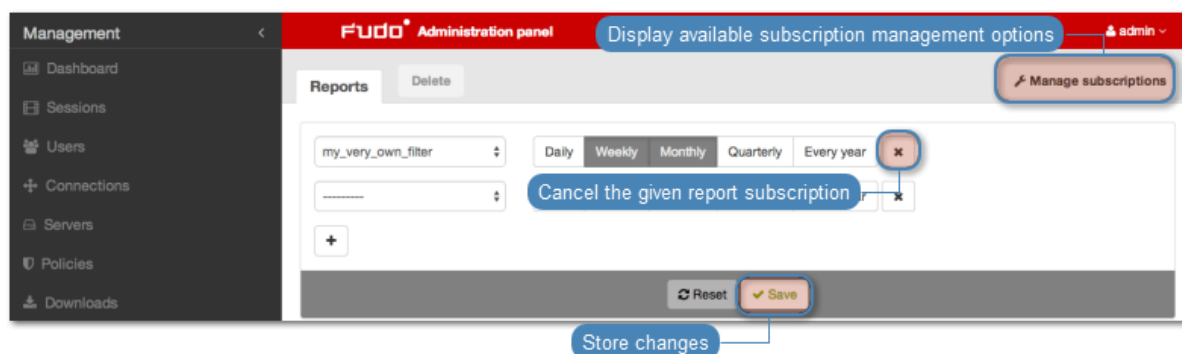 Management
FUDO Administration panel
Display available subscription management options
admin
Dashboard
Reports
Delete
Manage subscriptions
Sessions
Users
my_very_own_filter
Daily
Weekly
Monthly
Quarterly
Every year
Connections
---------
Cancel the given report subscription
Servers
+
Policies
Downloads
Reset
Save
Store changes